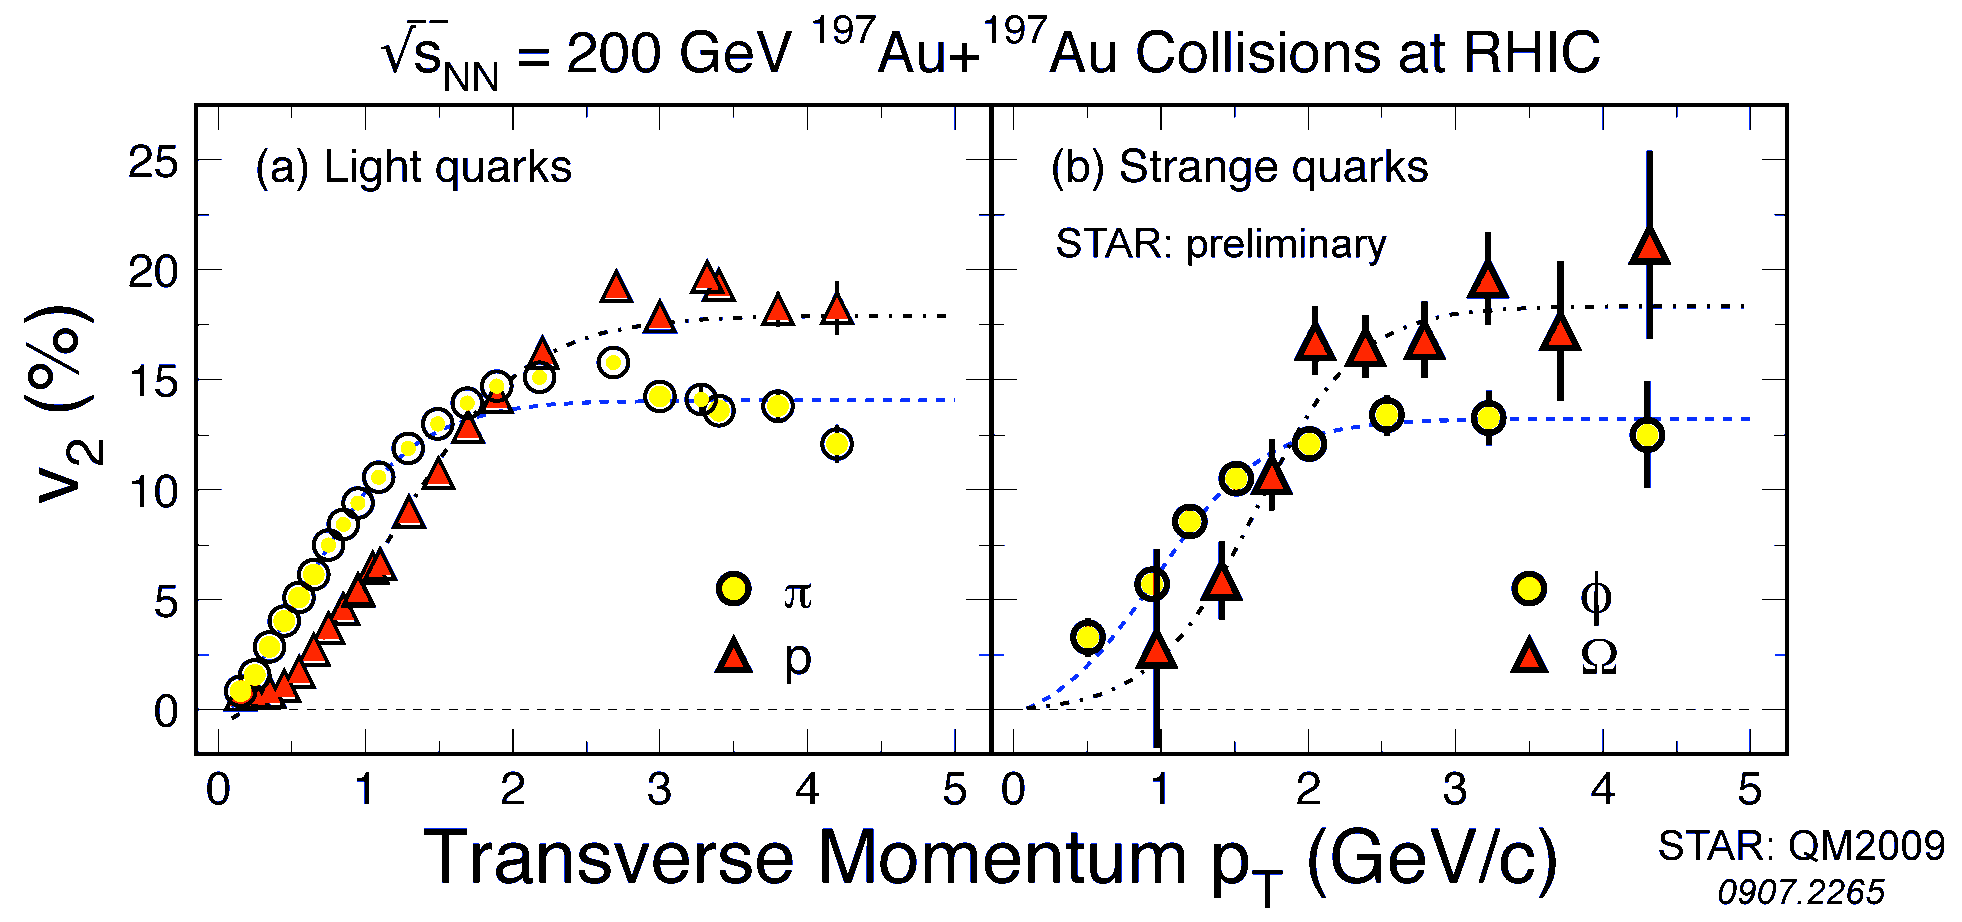 √s̅NN = 200 GeV ¹⁹⁷Au+¹⁹⁷Au Collisions at RHIC
(a) Light quarks
(b) Strange quarks
STAR: preliminary
v₂ (%)
25
20
15
10
5
0
π
p
ϕ
Ω
0 1 2 3 4 5
0 1 2 3 4 5
Transverse Momentum pT (GeV/c)
STAR: QM2009
0907.2265